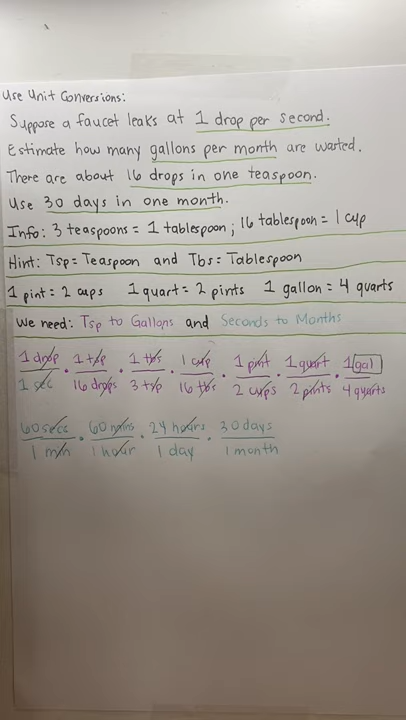 Use Unit Conversions:
Suppose a faucet leaks at 1 drop per second.
Estimate how many gallons per month are wasted.
There are about 16 drops in one teaspoon.
Use 30 days in one month.
Info: 3 teaspoons = 1 tablespoon; 16 tablespoon = 1 cup
Hint: Tsp = Teaspoon and Tbs = Tablespoon
1 pint = 2 cups 1 quart = 2 pints 1 gallon = 4 quarts
We need: Tsp to Gallons and Seconds to Months
1 drop/1 sec · 1 tsp/16 drops · 1 tbs/3 tsp · 1 cup/16 tbs · 1 pint/2 cups · 1 quart/2 pints · 1 gal/4 quarts
60 secs/1 min · 60 mins/1 hour · 24 hours/1 day · 30 days/1 month